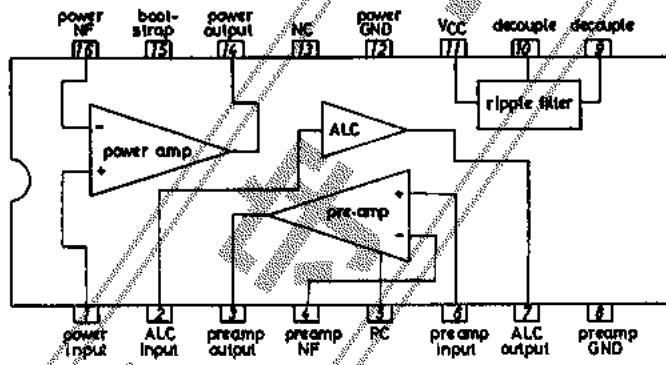 power NF
boot-strap
power output
NC
power GND
VCC
decouple
decouple
16
15
14
13
12
11
10
9
ripple filter
ALC
-
power amp
+
+
pre-amp
-
1
2
3
4
5
6
7
8
power input
ALC input
preamp output
preamp NF
RC
preamp input
ALC output
preamp GND